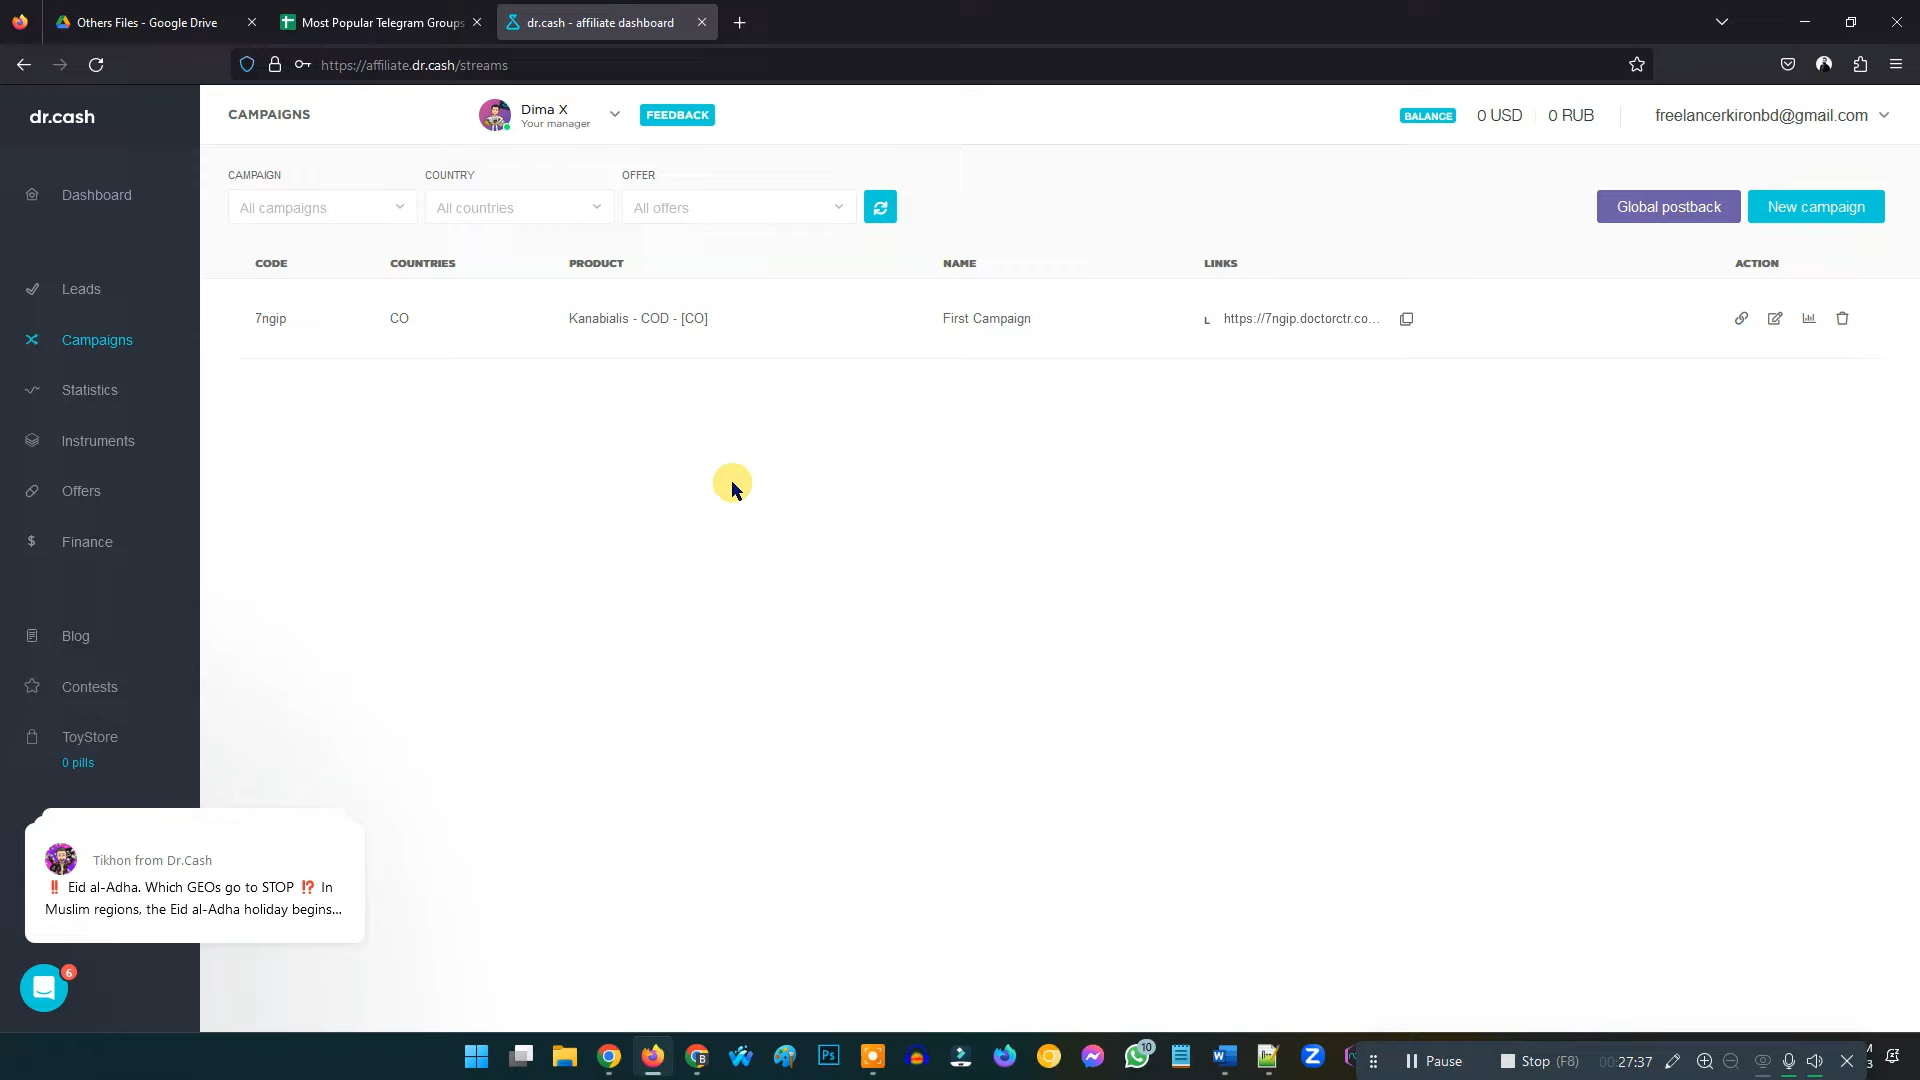 Others Files - Google Drive
Most Popular Telegram Groups
dr.cash - affiliate dashboard
https://affiliate.dr.cash/streams
dr.cash
CAMPAIGNS
Dima X
Your manager
FEEDBACK
BALANCE
0 USD
0 RUB
freelancerkironbd@gmail.com
CAMPAIGN
COUNTRY
OFFER
All campaigns
All countries
All offers
Global postback
New campaign
CODE
COUNTRIES
PRODUCT
NAME
LINKS
ACTION
7ngip
CO
Kanabialis - COD - [CO]
First Campaign
L
https://7ngip.doctorctr.co...
Dashboard
Leads
Campaigns
Statistics
Instruments
Offers
$ Finance
Blog
Contests
ToyStore
0 pills
Tikhon from Dr.Cash
‼ Eid al-Adha. Which GEOs go to STOP ⁉ In
Muslim regions, the Eid al-Adha holiday begins...
6
Ps
10
Pause
Stop (F8)
00:27:37